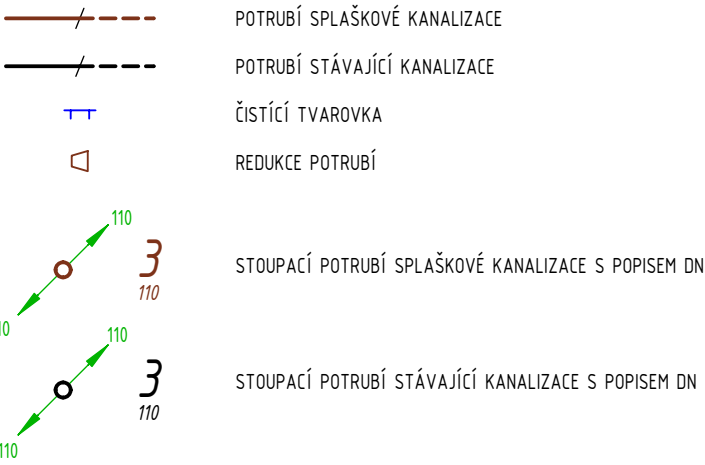 POTRUBÍ SPLAŠKOVÉ KANALIZACE
POTRUBÍ STÁVAJÍCÍ KANALIZACE
ČISTÍCÍ TVAROVKA
REDUKCE POTRUBÍ
110
3
110
STOUPACÍ POTRUBÍ SPLAŠKOVÉ KANALIZACE S POPISEM DN
10
110
3
110
STOUPACÍ POTRUBÍ STÁVAJÍCÍ KANALIZACE S POPISEM DN
110